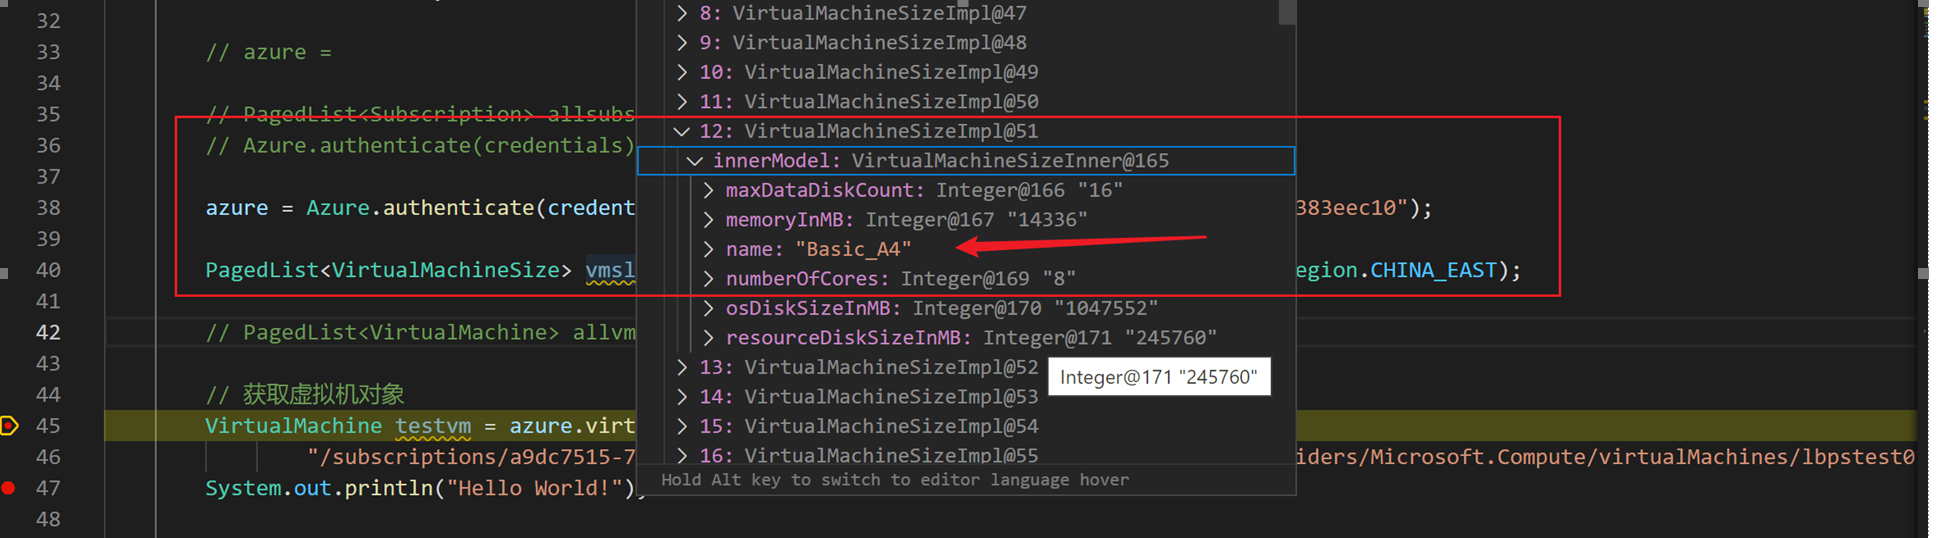 32
33 // azure =
34
35 // PagedList<Subscription> allsubs
36 // Azure.authenticate(credentials)
37
38 azure = Azure.authenticate(credent 383eec10");
39
40 PagedList<VirtualMachineSize> vmsl egion.CHINA_EAST);
41
42 // PagedList<VirtualMachine> allvm
43
44 // 获取虚拟机对象
45 VirtualMachine testvm = azure.virt
46 "/subscriptions/a9dc7515-7 iders/Microsoft.Compute/virtualMachines/lbpstest0
47 System.out.println("Hello World!");
48
8: VirtualMachineSizeImpl@47
9: VirtualMachineSizeImpl@48
10: VirtualMachineSizeImpl@49
11: VirtualMachineSizeImpl@50
12: VirtualMachineSizeImpl@51
innerModel: VirtualMachineSizeInner@165
maxDataDiskCount: Integer@166 "16"
memoryInMB: Integer@167 "14336"
name: "Basic_A4"
numberOfCores: Integer@169 "8"
osDiskSizeInMB: Integer@170 "1047552"
resourceDiskSizeInMB: Integer@171 "245760"
13: VirtualMachineSizeImpl@52
Integer@171 "245760"
14: VirtualMachineSizeImpl@53
15: VirtualMachineSizeImpl@54
16: VirtualMachineSizeImpl@55
Hold Alt key to switch to editor language hover